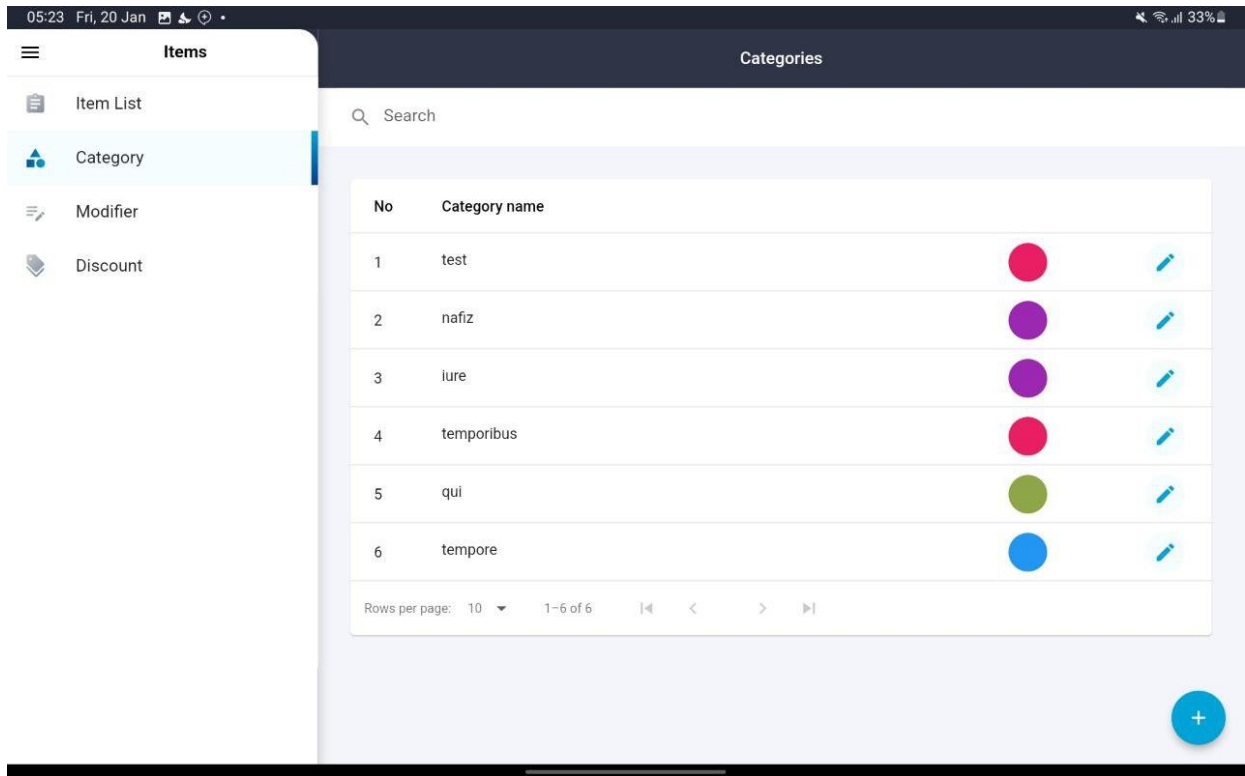 05:23 Fri, 20 Jan
33%
Items
Item List
Category
Modifier
Discount
Categories
Search
No Category name
1 test
2 nafiz
3 iure
4 temporibus
5 qui
6 tempore
Rows per page: 10 1-6 of 6